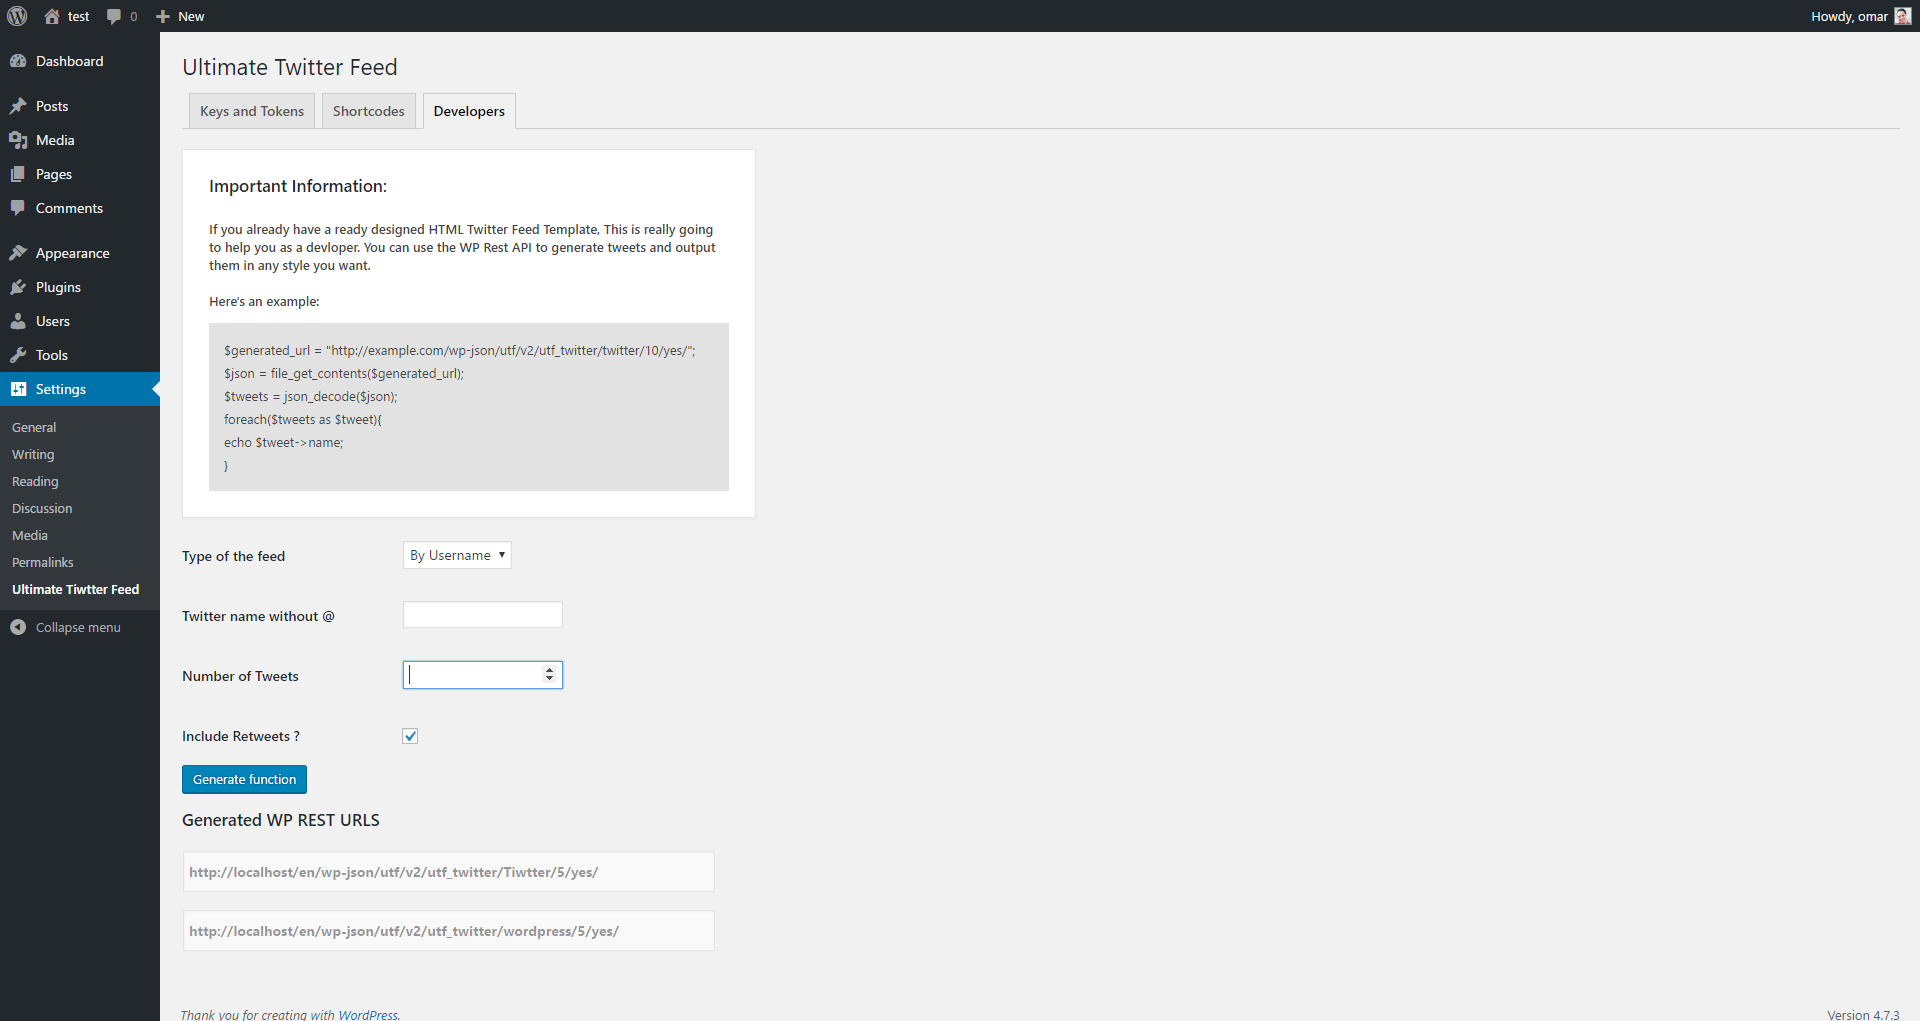 test 0 New
Howdy, omar
Dashboard
Posts
Media
Pages
Comments
Appearance
Plugins
Users
Tools
Settings
General
Writing
Reading
Discussion
Media
Permalinks
Ultimate Tiwtter Feed
Collapse menu
Ultimate Twitter Feed
Keys and Tokens Shortcodes Developers
Important Information:
If you already have a ready designed HTML Twitter Feed Template, This is really going
to help you as a devloper. You can use the WP Rest API to generate tweets and output
them in any style you want.
Here's an example:
$generated_url = "http://example.com/wp-json/utf/v2/utf_twitter/twitter/10/yes/";
$json = file_get_contents($generated_url);
$tweets = json_decode($json);
foreach($tweets as $tweet){
echo $tweet->name;
}
Type of the feed By Username
Twitter name without @
Number of Tweets
Include Retweets ?
Generate function
Generated WP REST URLS
http://localhost/en/wp-json/utf/v2/utf_twitter/Tiwtter/5/yes/
http://localhost/en/wp-json/utf/v2/utf_twitter/wordpress/5/yes/
Thank you for creating with WordPress.
Version 4.7.3